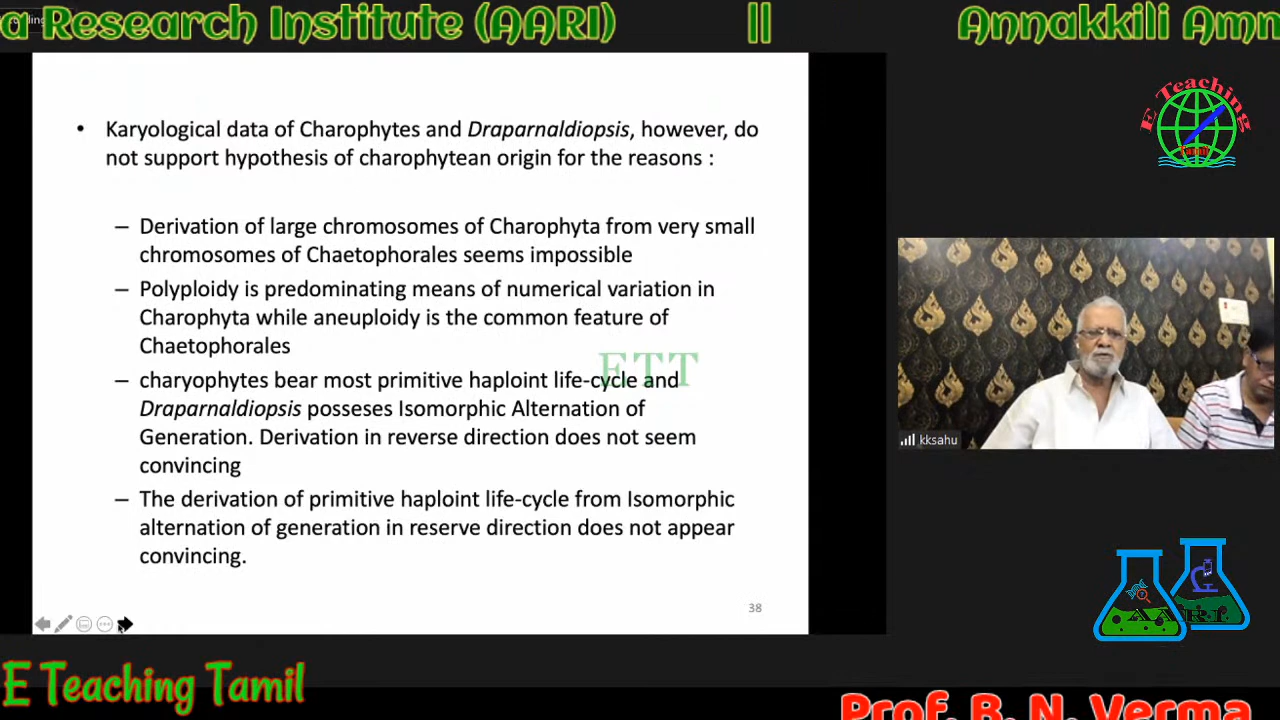 a Research Institute (AARI) || Annakkili Amn
E Teaching
Tamil
• Karyological data of Charophytes and Draparnaldiopsis, however, do
not support hypothesis of charophytean origin for the reasons :
– Derivation of large chromosomes of Charophyta from very small
chromosomes of Chaetophorales seems impossible
– Polyploidy is predominating means of numerical variation in
Charophyta while aneuploidy is the common feature of
Chaetophorales
ETT
– charyophytes bear most primitive haploint life-cycle and
Draparnaldiopsis posseses Isomorphic Alternation of
Generation. Derivation in reverse direction does not seem
convincing
– The derivation of primitive haploint life-cycle from Isomorphic
alternation of generation in reserve direction does not appear
convincing.
38
kksahu
AARI
E Teaching Tamil
Prof. B. N. Verma